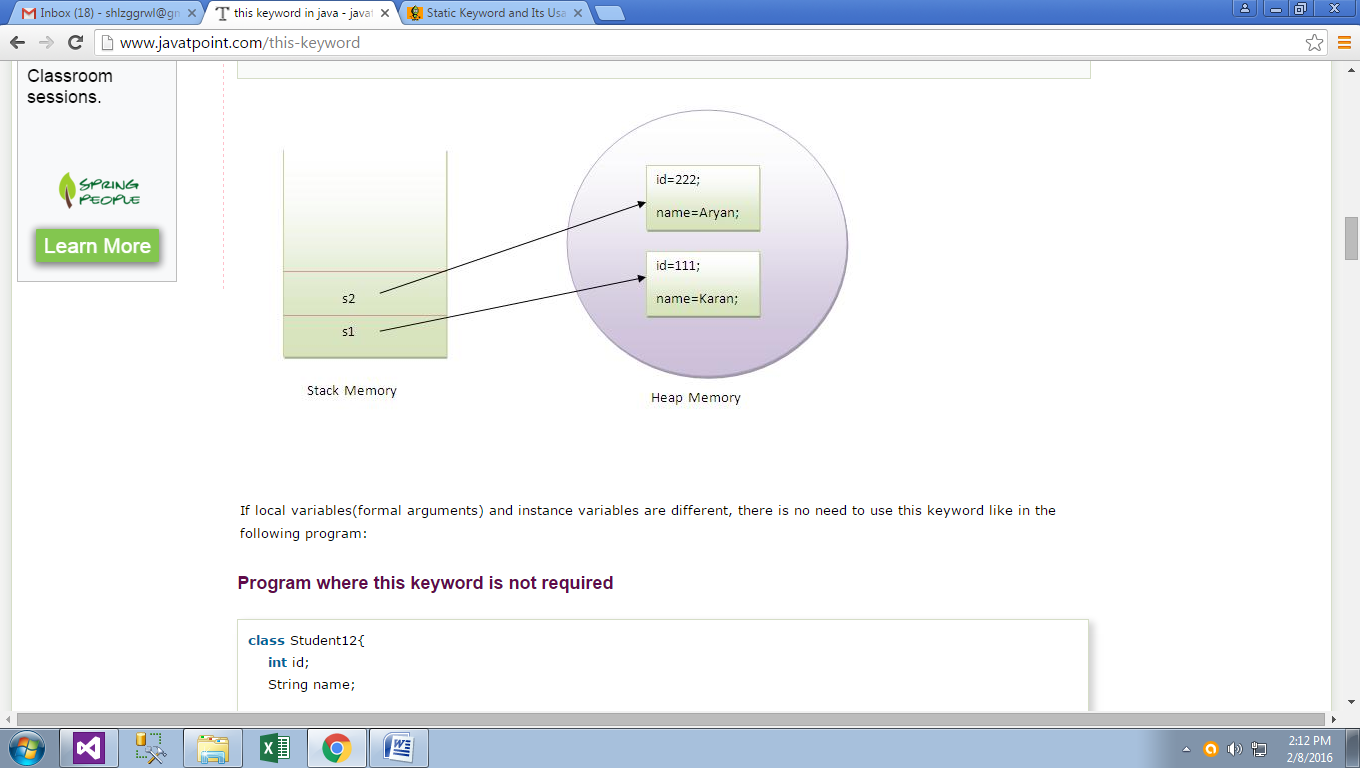 Inbox (18) - shlzggrwl@gm
this keyword in java - javat
Static Keyword and Its Usa
www.javatpoint.com/this-keyword
Classroom
sessions.
SPRING
PEOPLE
Learn More
id=222;
name=Aryan;
id=111;
name=Karan;
s2
s1
Stack Memory
Heap Memory
If local variables(formal arguments) and instance variables are different, there is no need to use this keyword like in the
following program:
Program where this keyword is not required
class Student12{
int id;
String name;
2:12 PM
2/8/2016